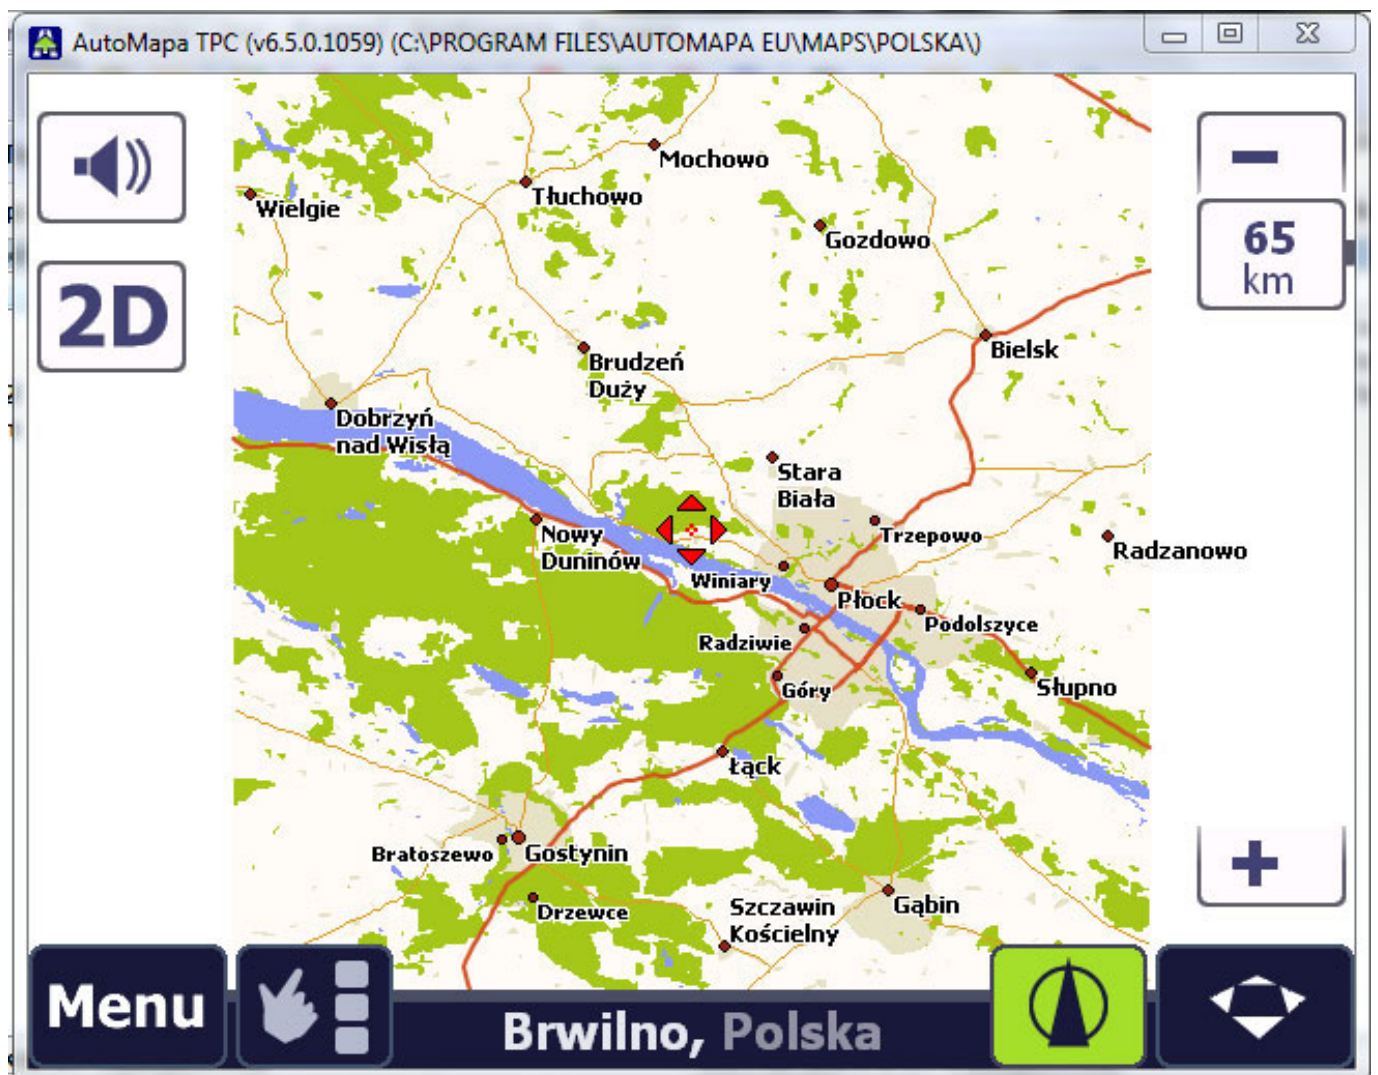 AutoMapa TPC (v6.5.0.1059) (C:\PROGRAM FILES\AUTOMAPA EU\MAPS\POLSKA\)
Mochowo
Tłuchowo
Wielgie
Gozdowo
65
km
2D
Bielsk
Brudzeń
Duży
Dobrzyń
nad Wisłą
Stara
Biała
Nowy
Duninów
Trzepowo
Radzanowo
Winiary
Płock
Podolszyce
Radziwie
Góry
Słupno
Łąck
Bratoszewo
Gostynin
Drzewce
Szczawin
Kościelny
Gąbin
Menu
Brwilno, Polska